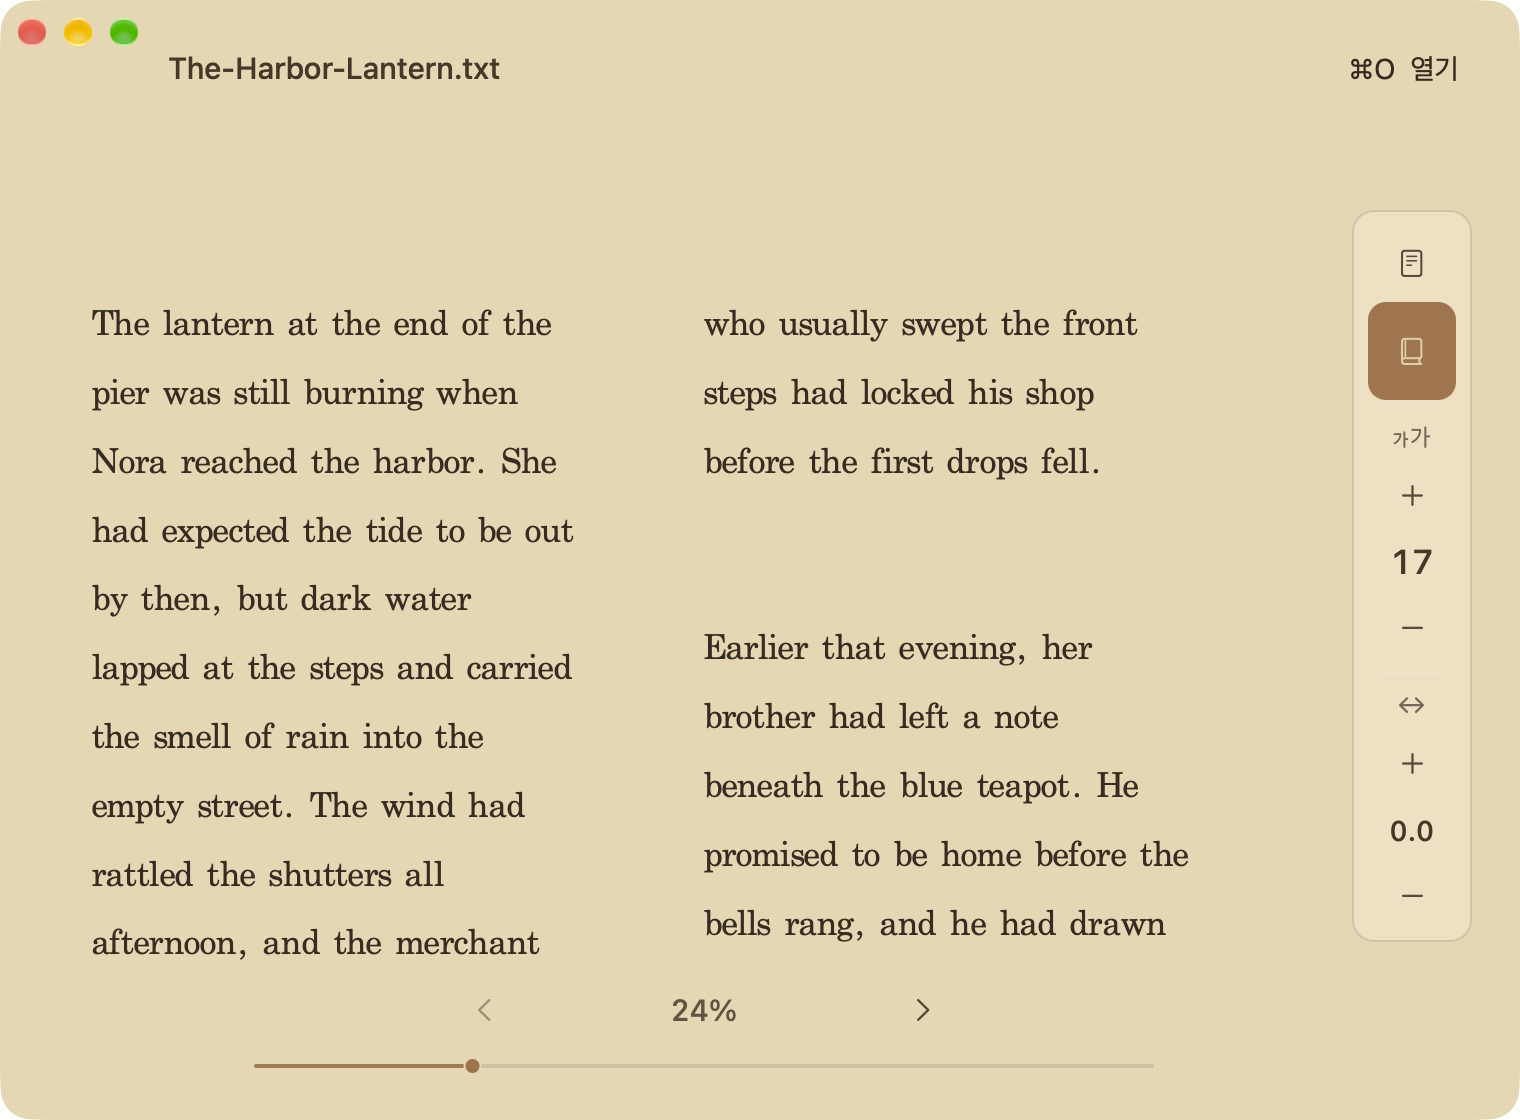 The-Harbor-Lantern.txt
⌘O 열기
The lantern at the end of the
pier was still burning when
Nora reached the harbor. She
had expected the tide to be out
by then, but dark water
lapped at the steps and carried
the smell of rain into the
empty street. The wind had
rattled the shutters all
afternoon, and the merchant
who usually swept the front
steps had locked his shop
before the first drops fell.
Earlier that evening, her
brother had left a note
beneath the blue teapot. He
promised to be home before the
bells rang, and he had drawn
가가
+
17
−
+
0.0
−
24%